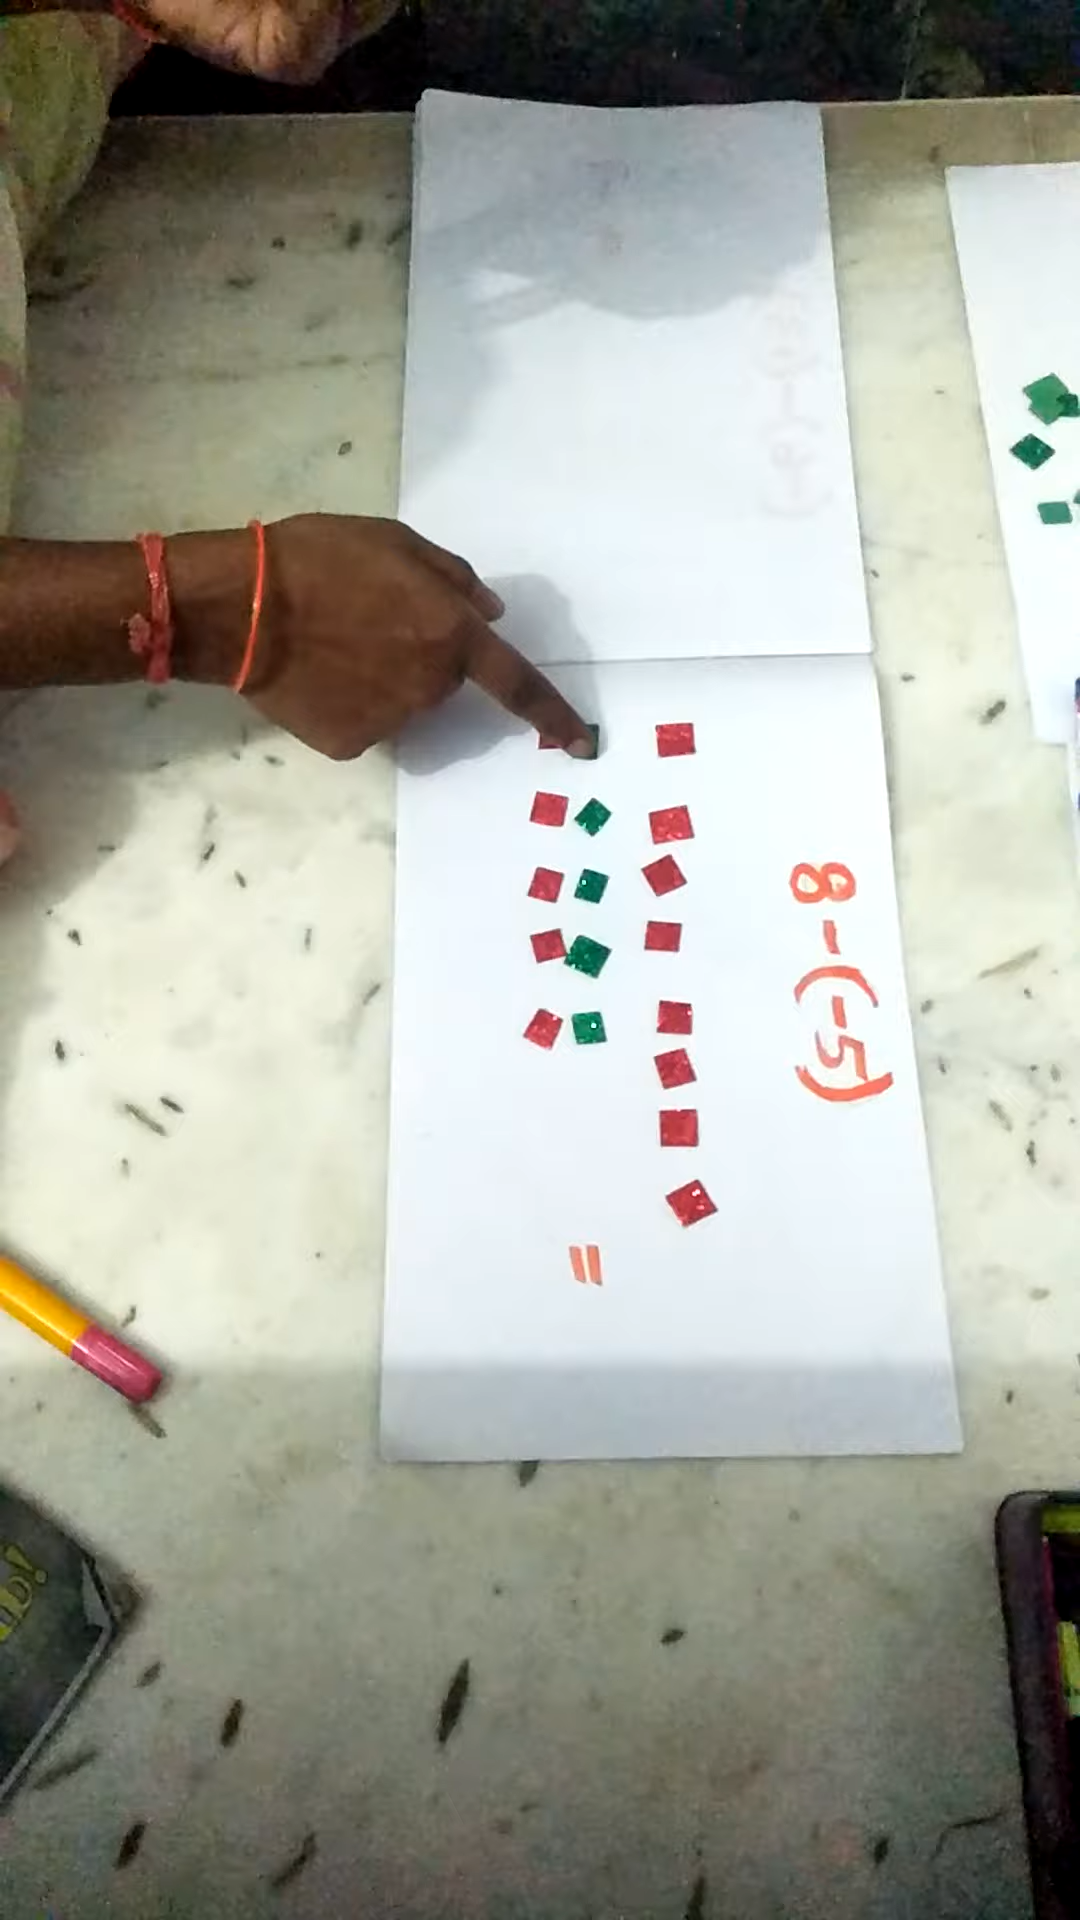 8-(-5)
=